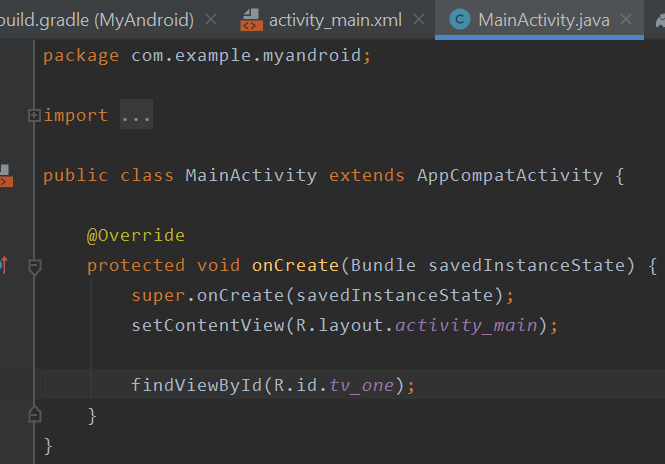 build.gradle (MyAndroid) activity_main.xml MainActivity.java
package com.example.myandroid;
import ...
public class MainActivity extends AppCompatActivity {
@Override
protected void onCreate(Bundle savedInstanceState) {
super.onCreate(savedInstanceState);
setContentView(R.layout.activity_main);
findViewById(R.id.tv_one);
}
}